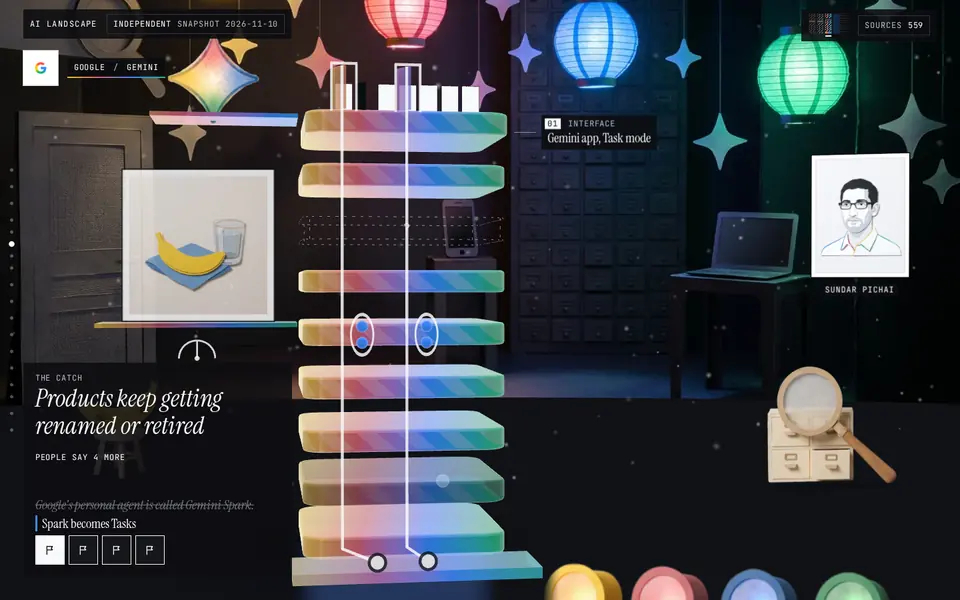 AI LANDSCAPE
INDEPENDENT SNAPSHOT 2026-11-10
SOURCES 559
G
GOOGLE / GEMINI
01 INTERFACE
Gemini app, Task mode
SUNDAR PICHAI
THE CATCH
Products keep getting
renamed or retired
PEOPLE SAY 4 MORE
Google's personal agent is called Gemini Spark.
Spark becomes Tasks